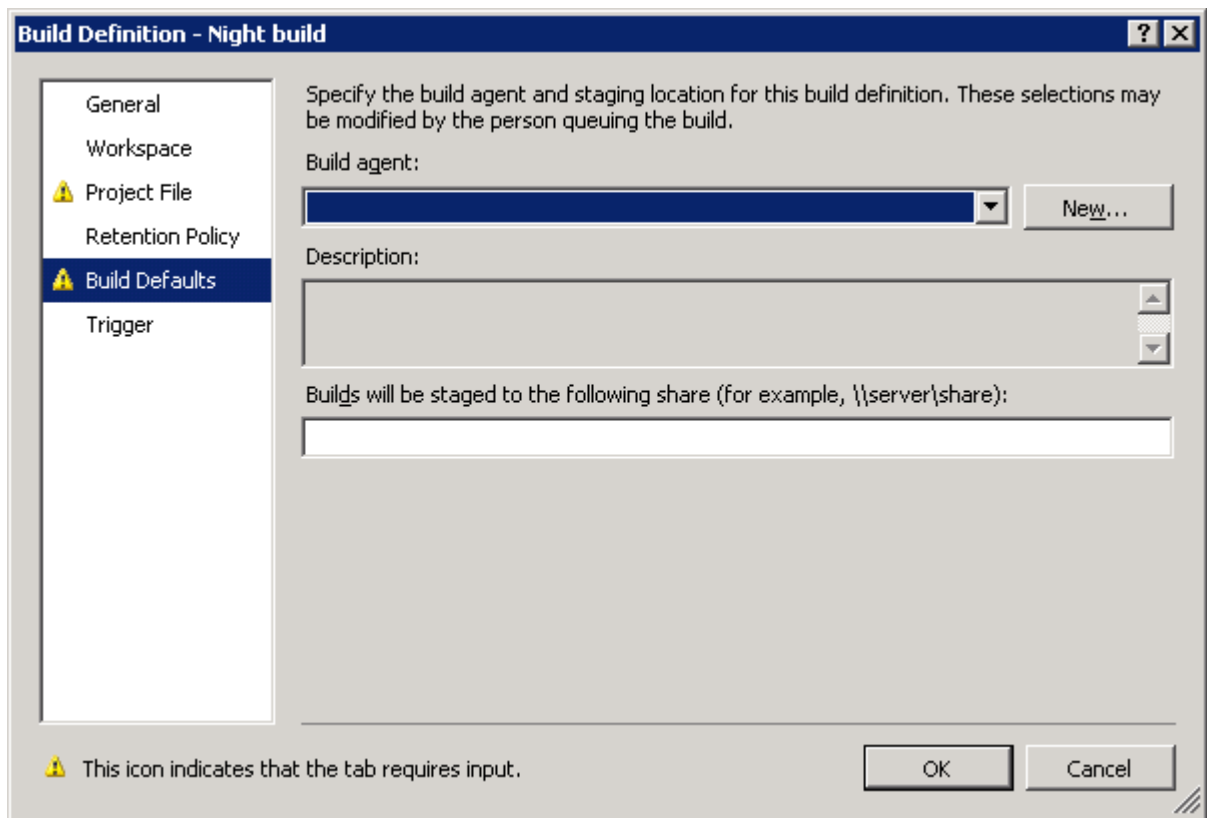 Build Definition - Night build
General
Workspace
Project File
Retention Policy
Build Defaults
Trigger
Specify the build agent and staging location for this build definition. These selections may
be modified by the person queuing the build.
Build agent:
New...
Description:
Builds will be staged to the following share (for example, \\server\share):
This icon indicates that the tab requires input.
OK
Cancel